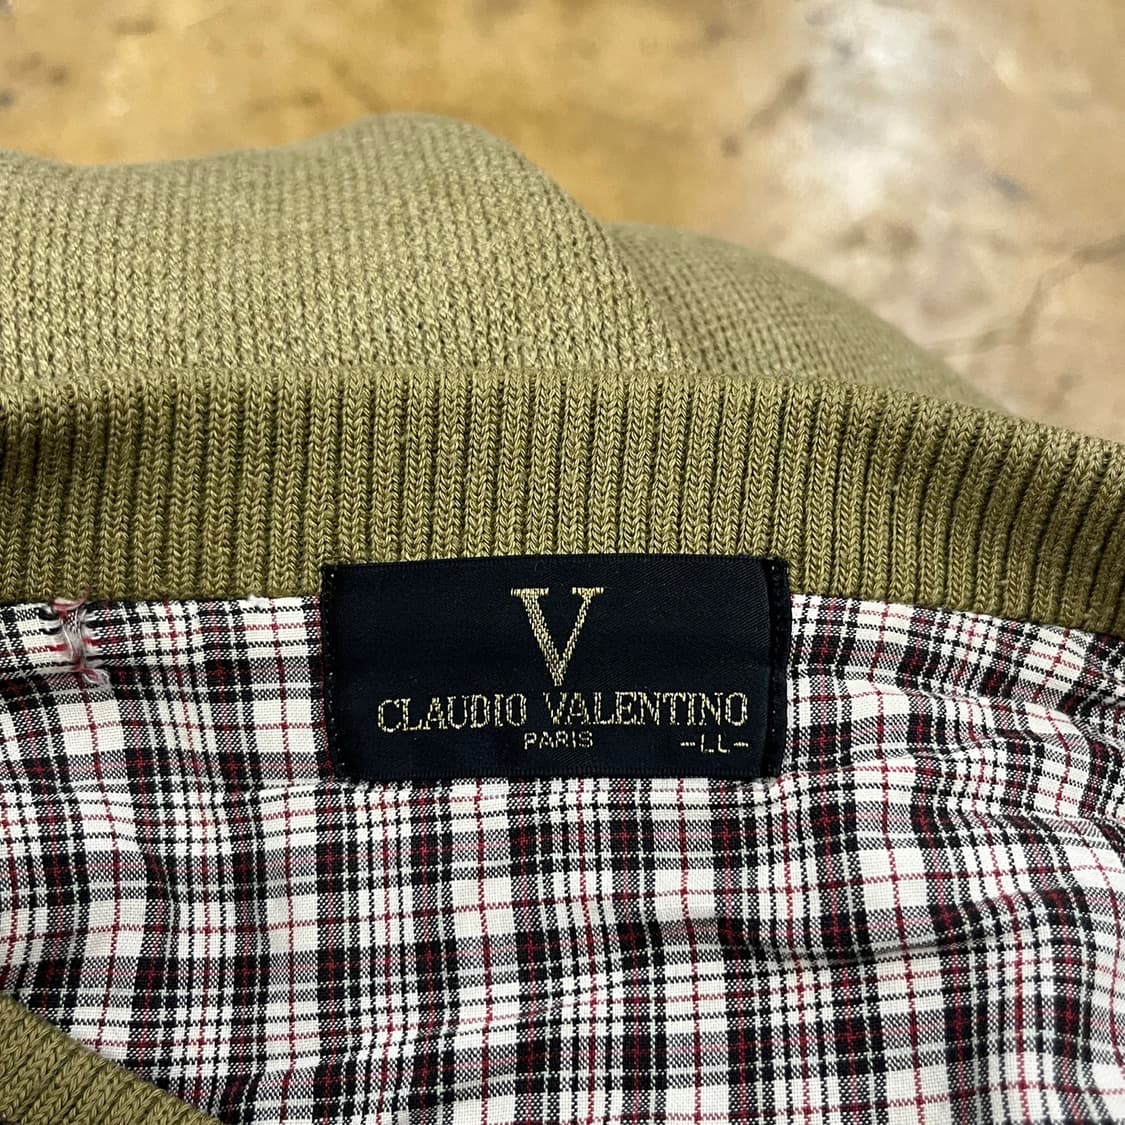 V
CLAUDIO VALENTINO
PARIS -LL-